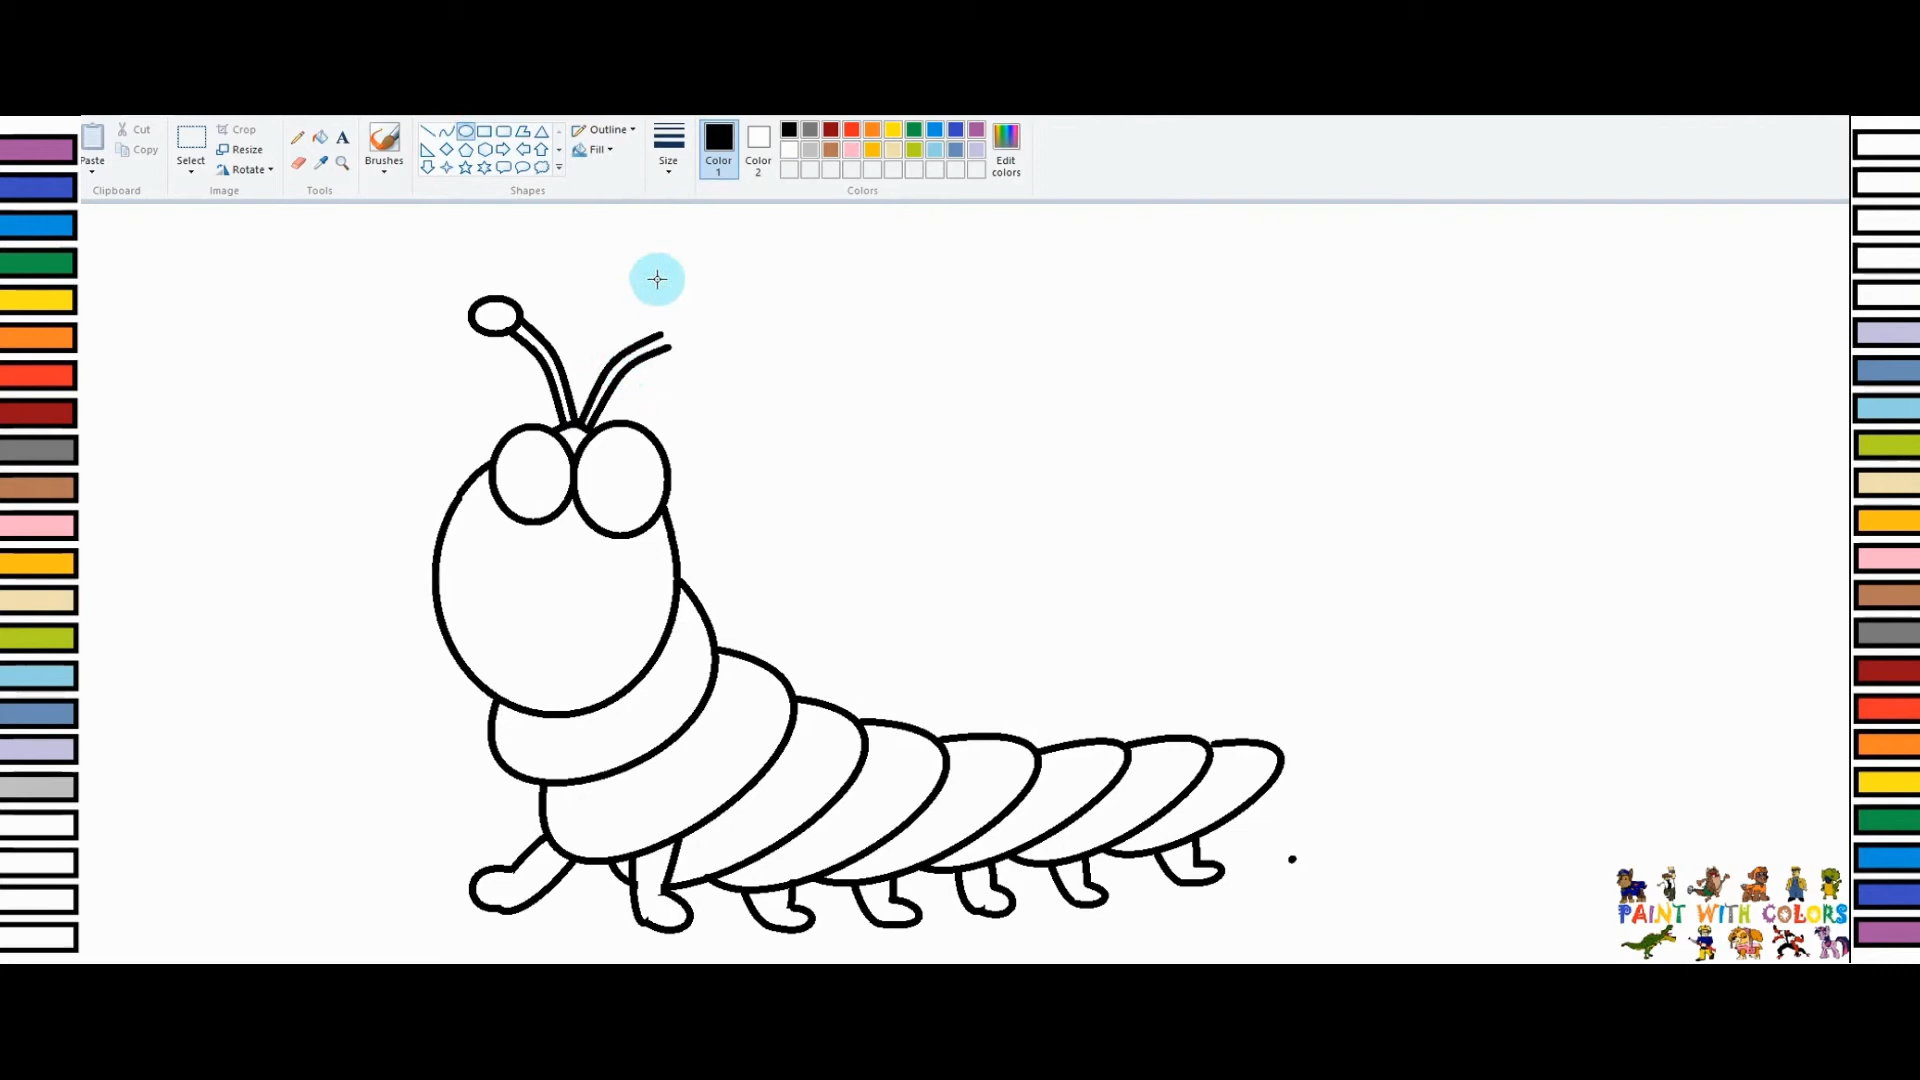 Cut
Copy
Paste
Clipboard
Crop
Resize
Rotate
Select
Image
A
Tools
Brushes
Shapes
Outline
Fill
Size
Color
1
Color
2
Colors
Edit
colors
PAINT WITH COLORS